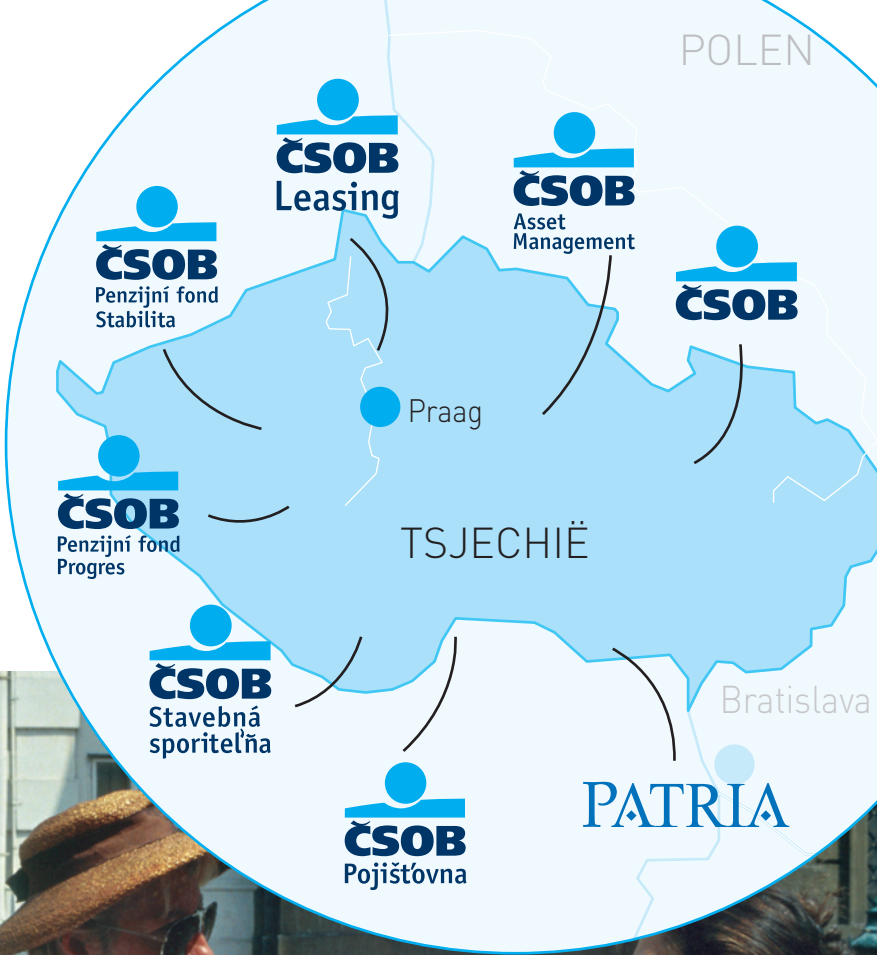 POLEN
ČSOB
Leasing
ČSOB
Asset
Management
ČSOB
Penzijní fond
Stabilita
ČSOB
Praag
ČSOB
Penzijní fond
Progres
TSJECHIË
ČSOB
Stavebná
sporiteľňa
Bratislava
PATRIA
ČSOB
Pojišťovna